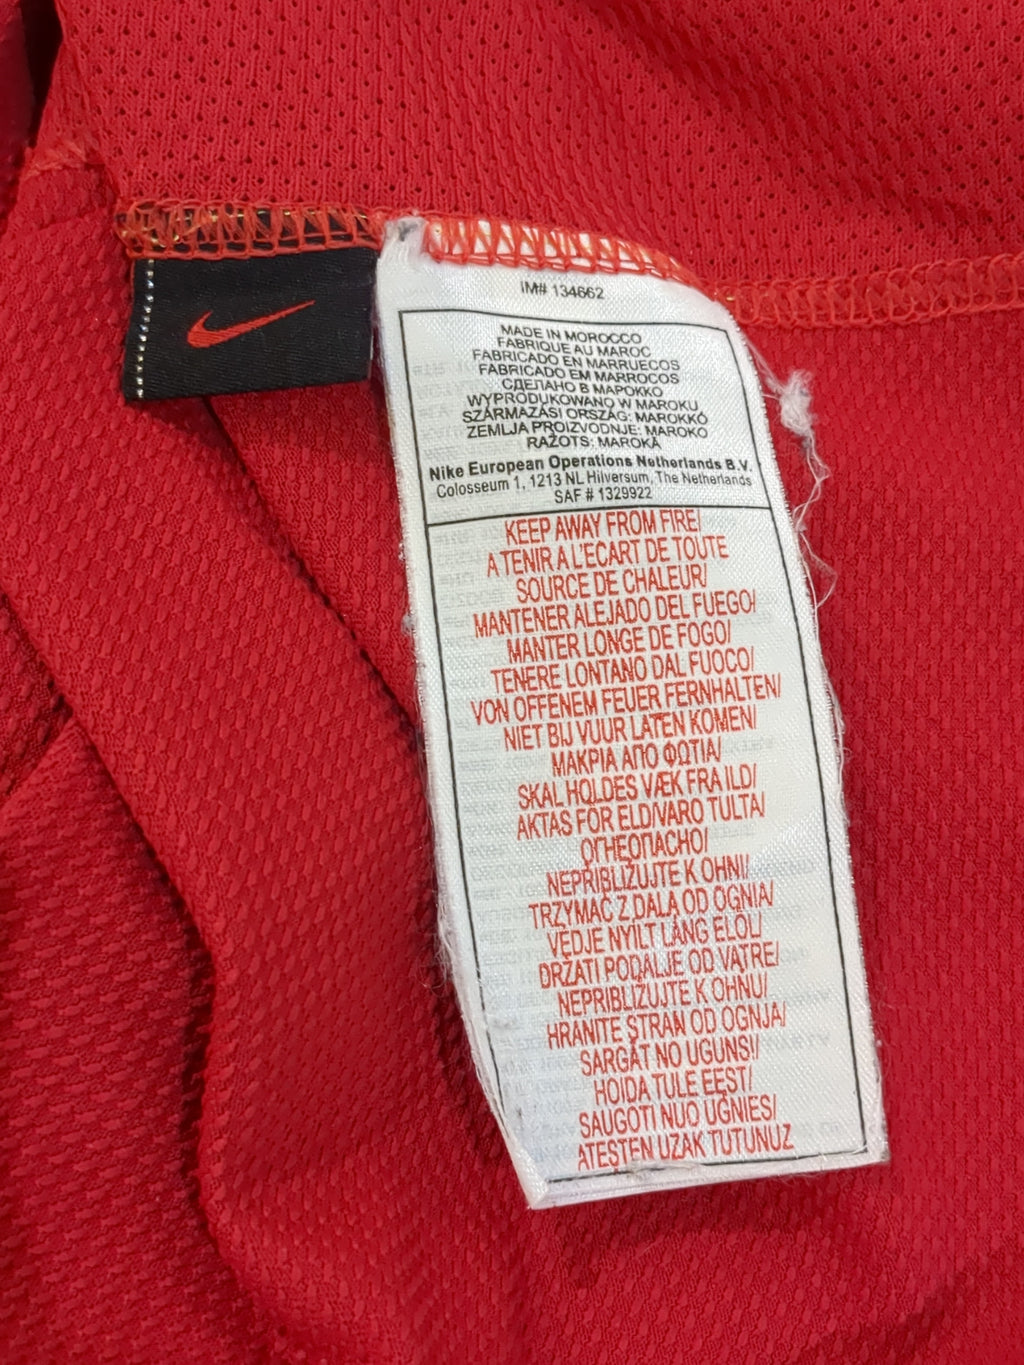 IM# 134662
MADE IN MOROCCO
FABRIQUE AU MAROC
FABRICADO EN MARRUECOS
FABRICADO EM MARROCOS
СДЕЛАНО В МАРОККО
WYPRODUKOWANO W MAROKU
SZÁRMAZÁSI ORSZÁG: MAROKKÓ
ZEMLJA PROIZVODNJE: MAROKO
RAŽOTS: MAROKĀ
Nike European Operations Netherlands B.V.
Colosseum 1, 1213 NL Hilversum, The Netherlands
SAF # 1329922
KEEP AWAY FROM FIRE/
A TENIR A L'ECART DE TOUTE
SOURCE DE CHALEUR/
MANTENER ALEJADO DEL FUEGO/
MANTER LONGE DE FOGO/
TENERE LONTANO DAL FUOCO/
VON OFFENEM FEUER FERNHALTEN/
NIET BIJ VUUR LATEN KOMEN/
ΜΑΚΡΙΑ ΑΠΟ ΦΩΤΙΑ/
SKAL HOLDES VÆK FRA ILD/
AKTAS FÖR ELD/VARO TULTA/
ОГНЕОПАСНО/
NEPRIBLIŽUJTE K OHNI/
TRZYMAĆ Z DALA OD OGNIA/
VÉDJE NYÍLT LÁNG ELÖL/
DRŽATI PODALJE OD VATRE/
NEPRIBLIŽUJTE K OHŇU/
HRANITE STRAN OD OGNJA/
SARGĀT NO UGUNS!/
HOIDA TULE EEST/
SAUGOTI NUO UGNIES/
ATEŞTEN UZAK TUTUNUZ